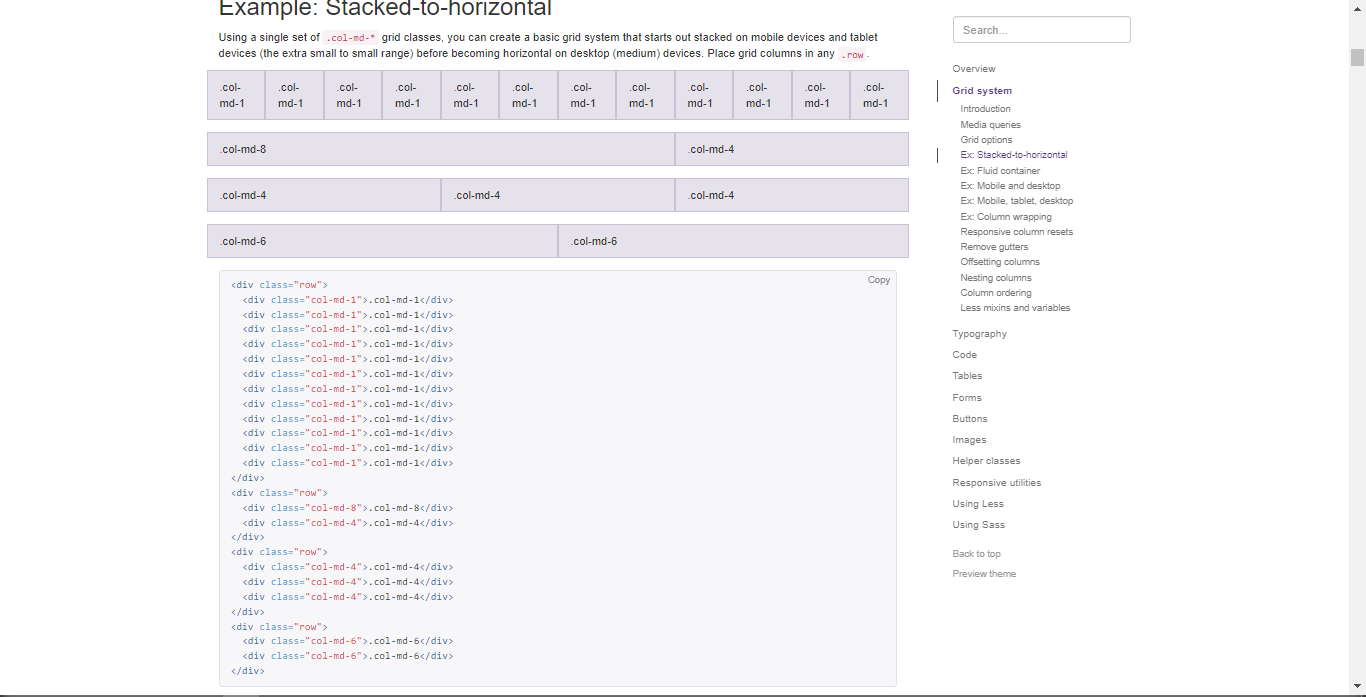 Example: Stacked-to-horizontal
Using a single set of .col-md-* grid classes, you can create a basic grid system that starts out stacked on mobile devices and tablet
devices (the extra small to small range) before becoming horizontal on desktop (medium) devices. Place grid columns in any .row.
.col-md-1 .col-md-1 .col-md-1 .col-md-1 .col-md-1 .col-md-1 .col-md-1 .col-md-1 .col-md-1 .col-md-1 .col-md-1 .col-md-1
.col-md-8 .col-md-4
.col-md-4 .col-md-4 .col-md-4
.col-md-6 .col-md-6
Copy
<div class="row">
  <div class="col-md-1">.col-md-1</div>
  <div class="col-md-1">.col-md-1</div>
  <div class="col-md-1">.col-md-1</div>
  <div class="col-md-1">.col-md-1</div>
  <div class="col-md-1">.col-md-1</div>
  <div class="col-md-1">.col-md-1</div>
  <div class="col-md-1">.col-md-1</div>
  <div class="col-md-1">.col-md-1</div>
  <div class="col-md-1">.col-md-1</div>
  <div class="col-md-1">.col-md-1</div>
  <div class="col-md-1">.col-md-1</div>
  <div class="col-md-1">.col-md-1</div>
</div>
<div class="row">
  <div class="col-md-8">.col-md-8</div>
  <div class="col-md-4">.col-md-4</div>
</div>
<div class="row">
  <div class="col-md-4">.col-md-4</div>
  <div class="col-md-4">.col-md-4</div>
  <div class="col-md-4">.col-md-4</div>
</div>
<div class="row">
  <div class="col-md-6">.col-md-6</div>
  <div class="col-md-6">.col-md-6</div>
</div>
Search...
Overview
Grid system
Introduction
Media queries
Grid options
Ex: Stacked-to-horizontal
Ex: Fluid container
Ex: Mobile and desktop
Ex: Mobile, tablet, desktop
Ex: Column wrapping
Responsive column resets
Remove gutters
Offsetting columns
Nesting columns
Column ordering
Less mixins and variables
Typography
Code
Tables
Forms
Buttons
Images
Helper classes
Responsive utilities
Using Less
Using Sass
Back to top
Preview theme